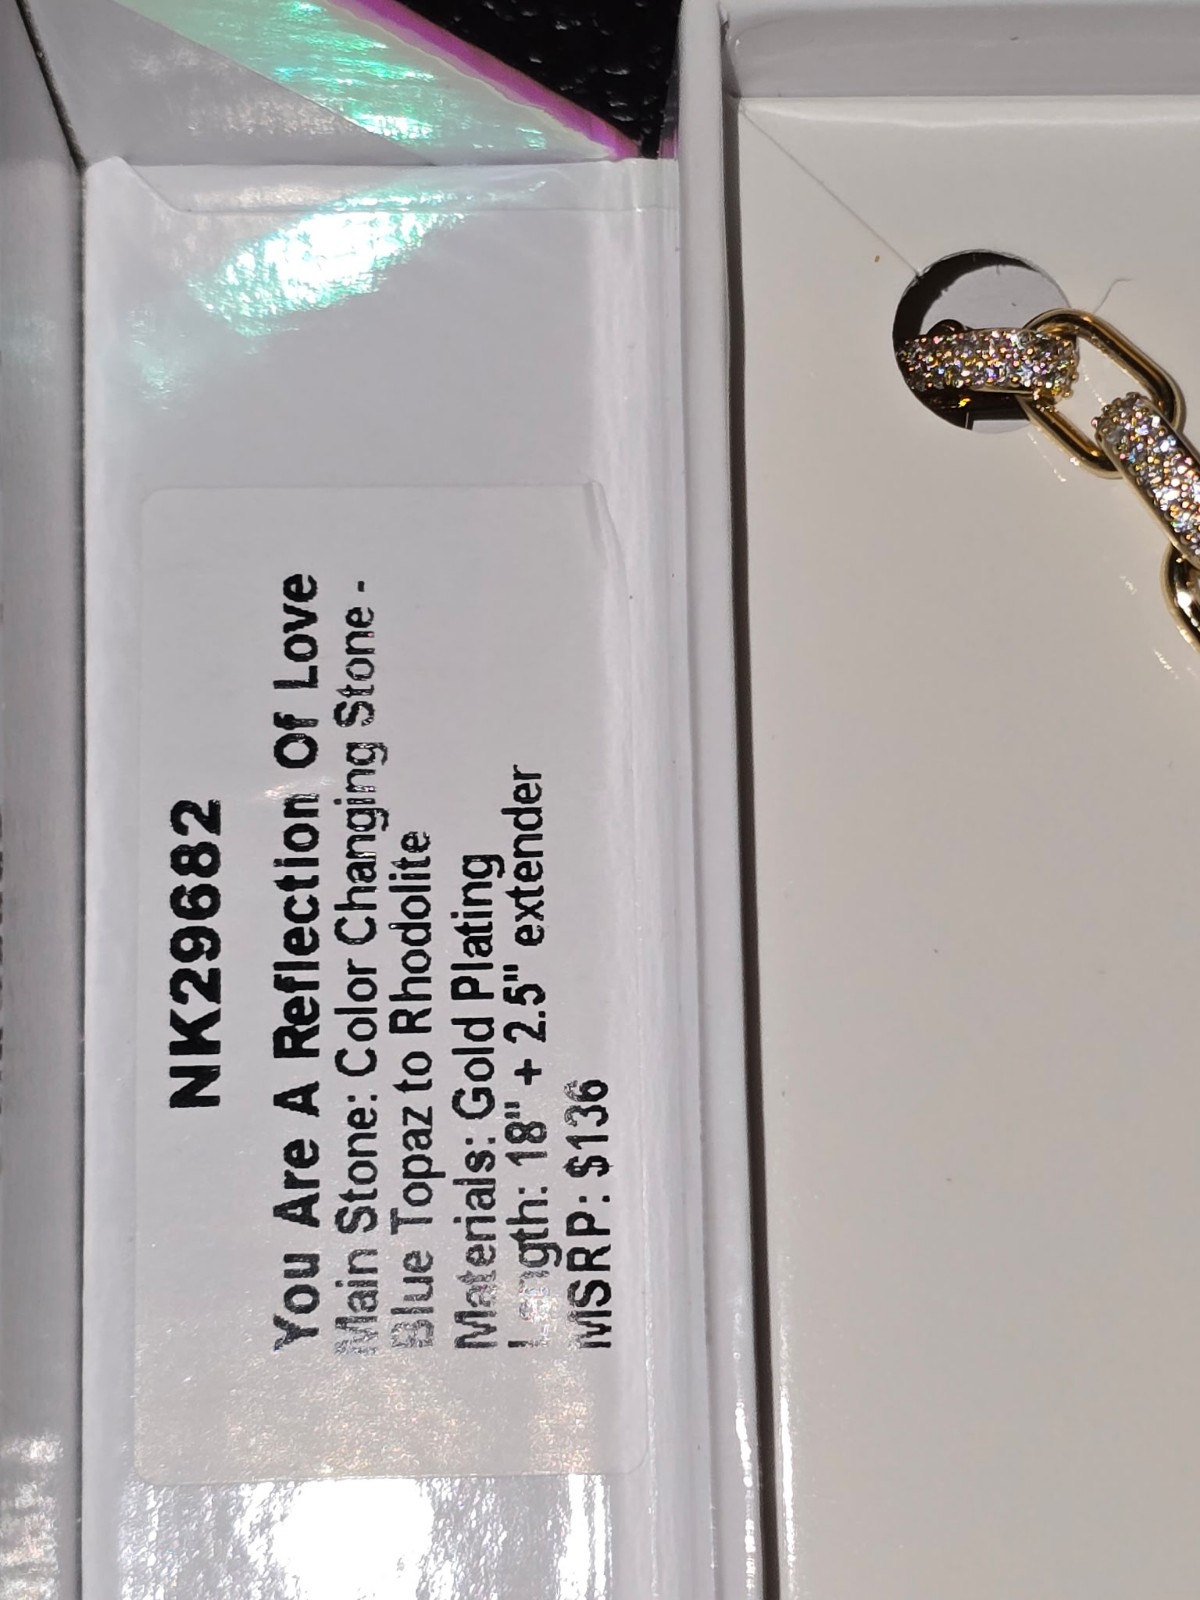 NK29682
You Are A Reflection Of Love
Main Stone: Color Changing Stone -
Blue Topaz to Rhodolite
Materials: Gold Plating
Length: 18" + 2.5" extender
MSRP: $136